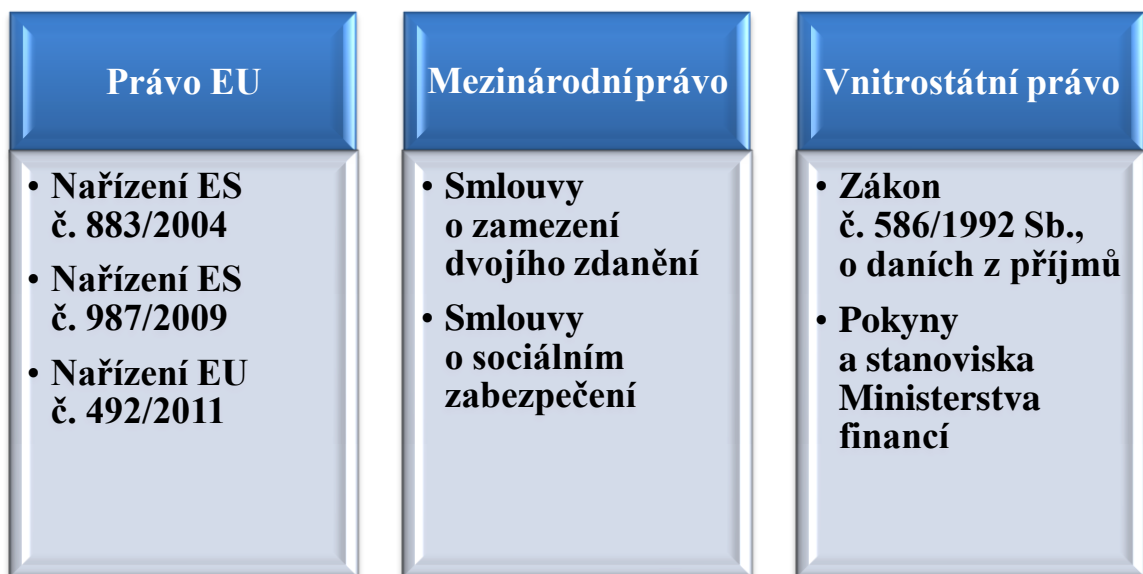 Právo EU
• Nařízení ES
č. 883/2004
• Nařízení ES
č. 987/2009
• Nařízení EU
č. 492/2011
Mezinárodníprávo
• Smlouvy
o zamezení
dvojího zdanění
• Smlouvy
o sociálním
zabezpečení
Vnitrostátní právo
• Zákon
č. 586/1992 Sb.,
o daních z příjmů
• Pokyny
a stanoviska
Ministerstva
financí